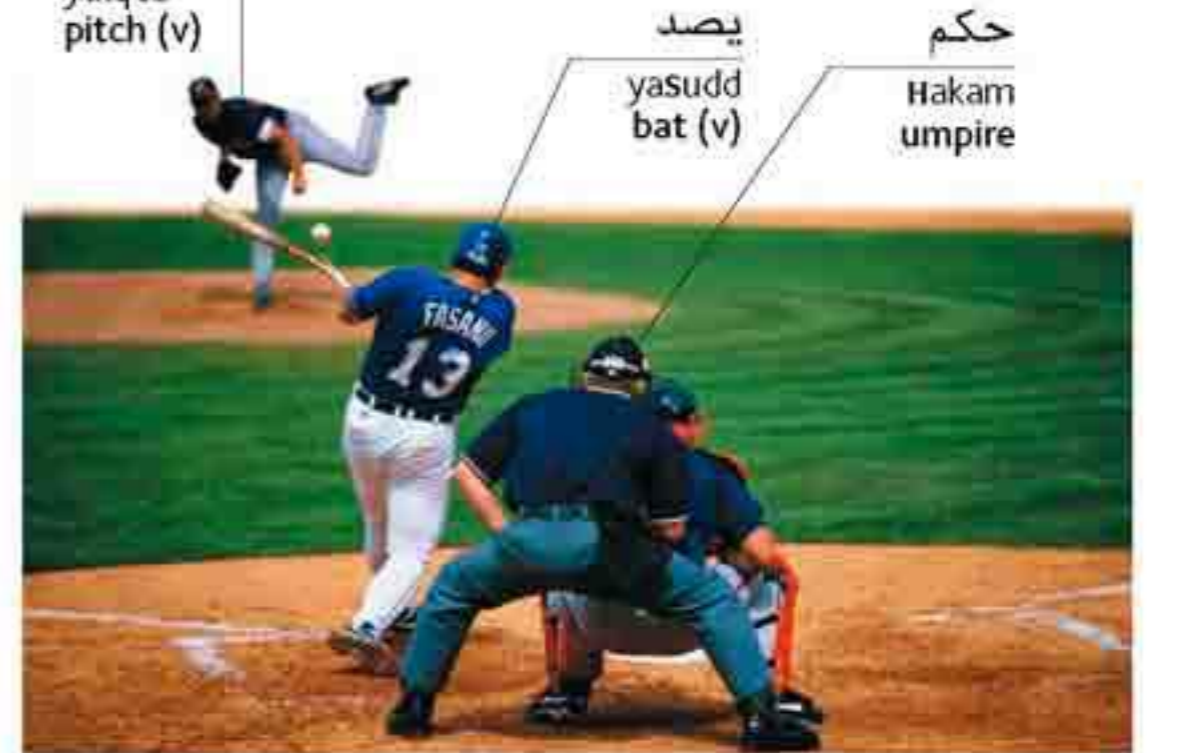 pitch (v)
يصد
yaSudd
bat (v)
حكم
Hakam
umpire
FASANO
13